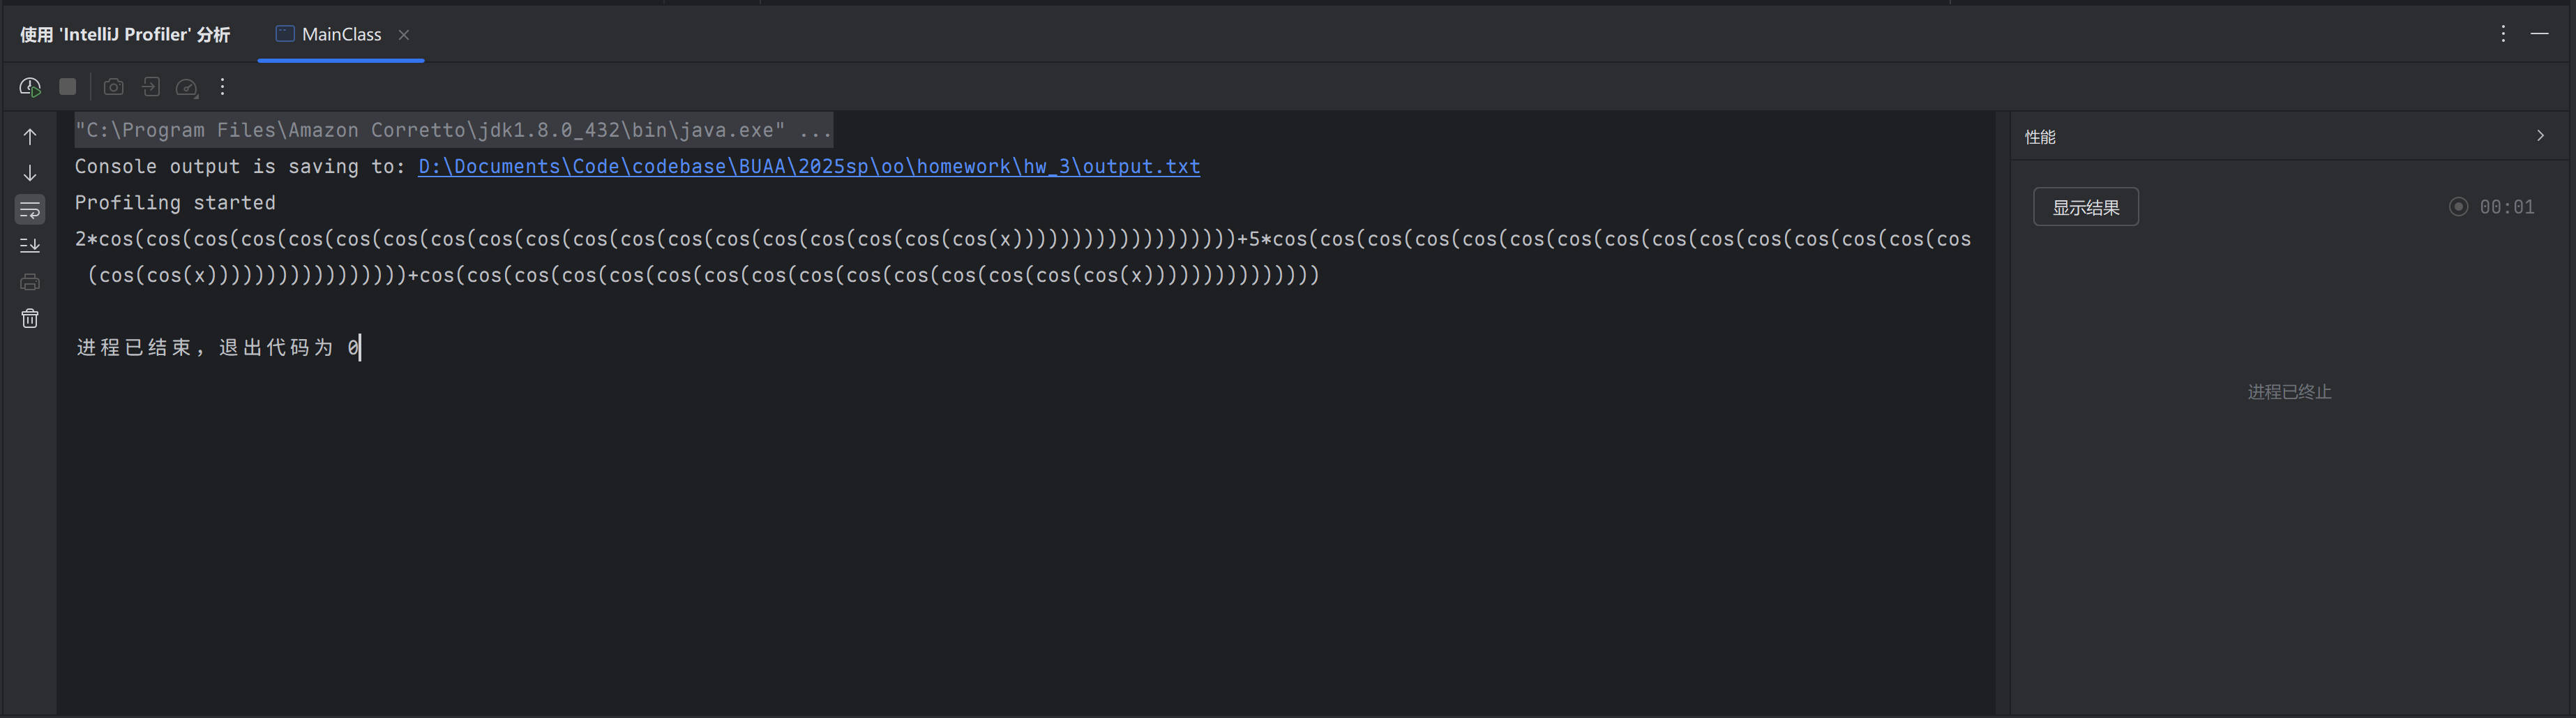 使用 'IntelliJ Profiler' 分析
MainClass
"C:\Program Files\Amazon Corretto\jdk1.8.0_432\bin\java.exe" ...
Console output is saving to: D:\Documents\Code\codebase\BUAA\2025sp\oo\homework\hw_3\output.txt
Profiling started
2*cos(cos(cos(cos(cos(cos(cos(cos(cos(cos(cos(cos(cos(cos(cos(cos(cos(cos(cos(x)))))))))))))))))))+5*cos(cos(cos(cos(cos(cos(cos(cos(cos(cos(cos(cos(cos(cos(cos
(cos(cos(x)))))))))))))))))+cos(cos(cos(cos(cos(cos(cos(cos(cos(cos(cos(cos(cos(cos(cos(x)))))))))))))))
进程已结束，退出代码为 0
性能
显示结果
00:01
进程已终止